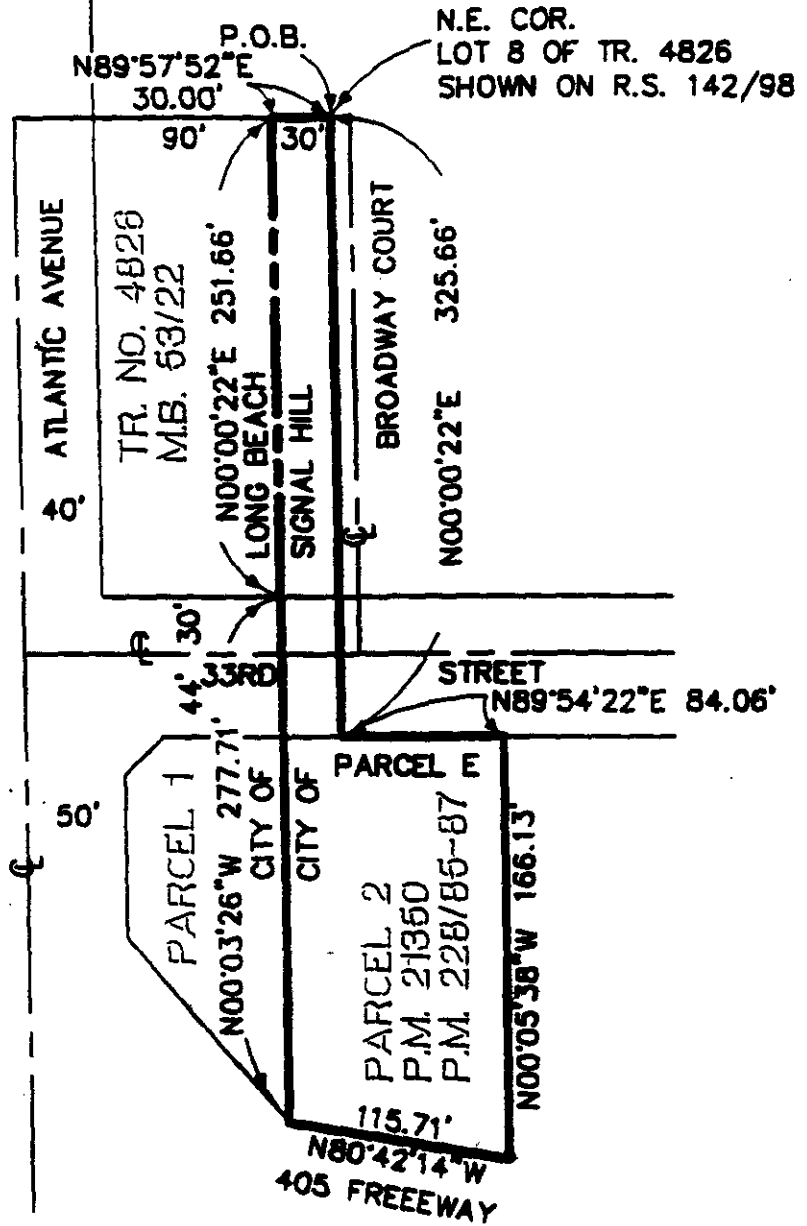 P.O.B.
N.E. COR.
LOT 8 OF TR. 4826
SHOWN ON R.S. 142/98
N89°57'52"E
30.00'
90'
30'
ATLANTIC AVENUE
TR. NO. 4826
M.B. 53/22
N00°00'22"E 251.66'
LONG BEACH
SIGNAL HILL
BROADWAY COURT
N00°00'22"E 325.66'
40'
℄
30'
33RD
STREET
44'
N89°54'22"E 84.06'
PARCEL E
50'
℄
PARCEL 1
N00°03'26"W 277.71'
CITY OF
CITY OF
PARCEL 2
P.M. 21360
P.M. 228/85-87
N00°05'38"W 166.13'
115.71'
N80°42'14"W
405 FREEEWAY